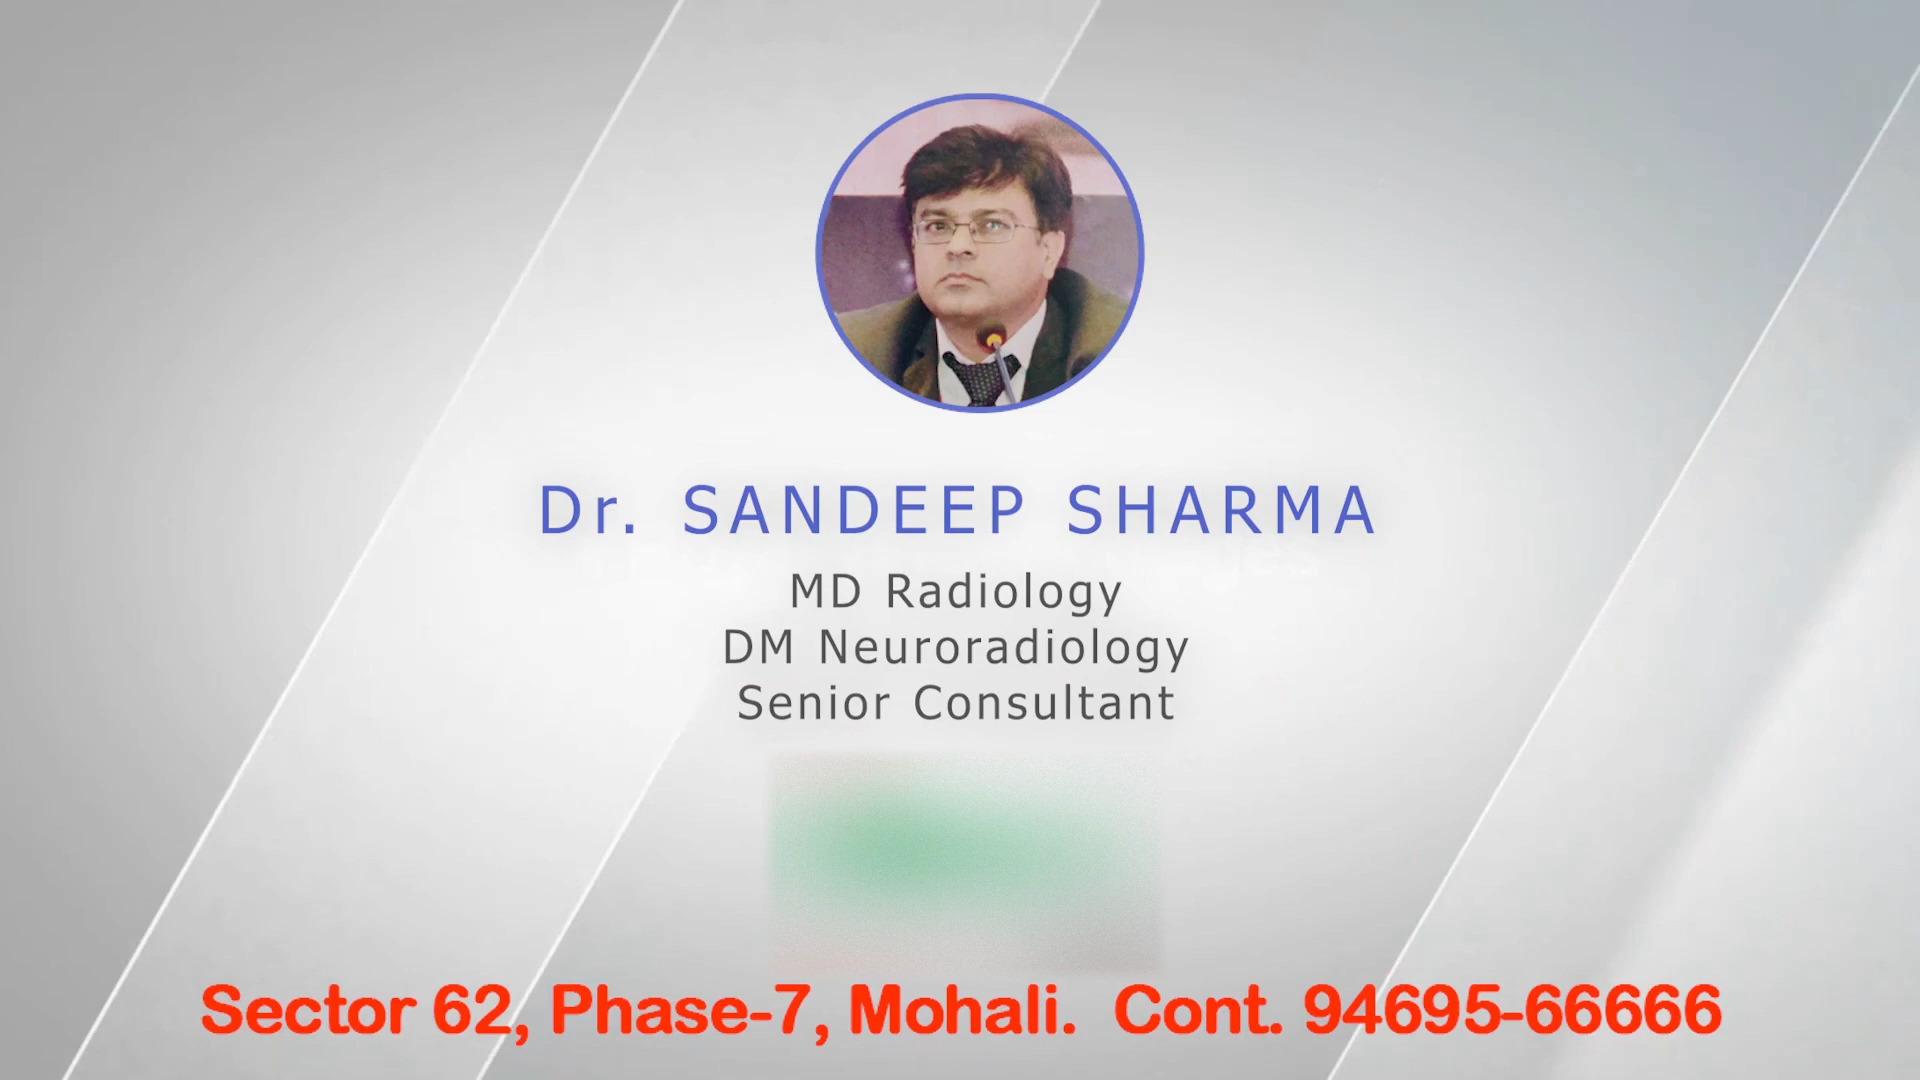 Dr. SANDEEP SHARMA
MD Radiology
DM Neuroradiology
Senior Consultant
Sector 62, Phase-7, Mohali. Cont. 94695-66666